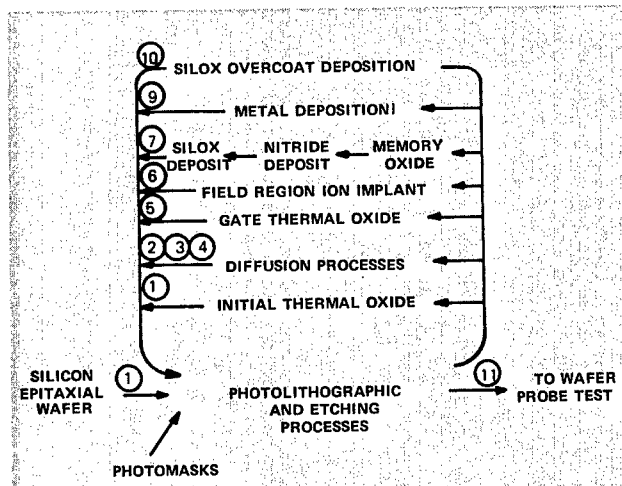 10
SILOX OVERCOAT DEPOSITION
9
METAL DEPOSITION
7
SILOX DEPOSIT
NITRIDE DEPOSIT
MEMORY OXIDE
6
FIELD REGION ION IMPLANT
5
GATE THERMAL OXIDE
2 3 4
DIFFUSION PROCESSES
1
INITIAL THERMAL OXIDE
SILICON
EPITAXIAL
WAFER
1
PHOTOLITHOGRAPHIC
AND ETCHING
PROCESSES
11
TO WAFER
PROBE TEST
PHOTOMASKS